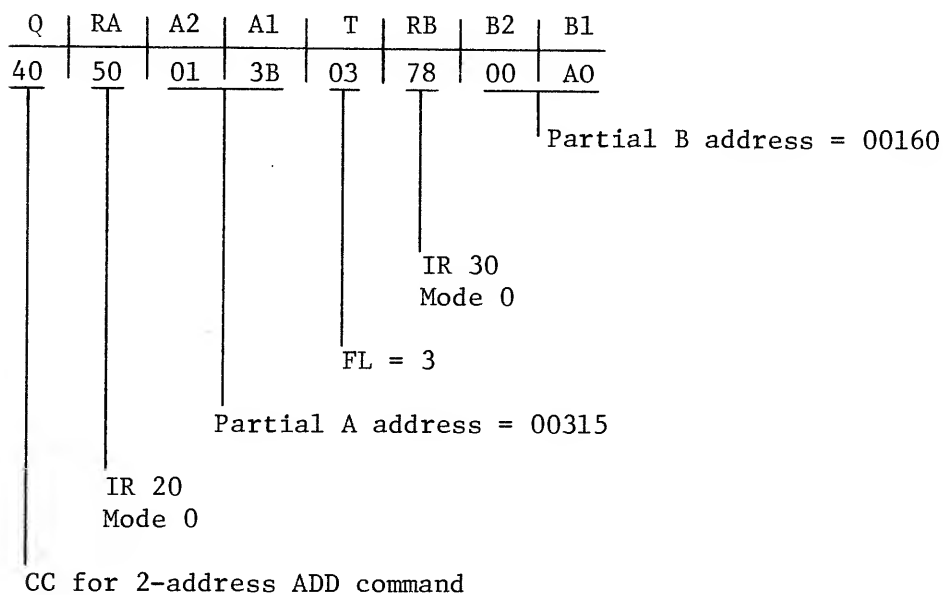 Q | RA | A2 | A1 | T | RB | B2 | B1
40 | 50 | 01 | 3B | 03 | 78 | 00 | A0
Partial B address = 00160
IR 30
Mode 0
FL = 3
Partial A address = 00315
IR 20
Mode 0
CC for 2-address ADD command